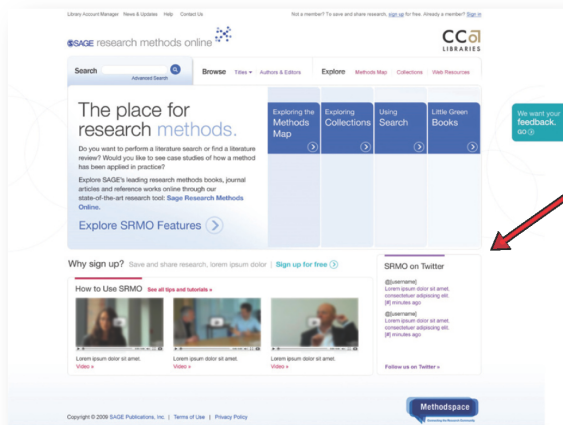 Library Account Manager News & Updates Help Contact Us
Not a member? To save and share research, sign up for free. Already a member? Sign in
SAGE research methods online
CCol
LIBRARIES
Search
Advanced Search
Browse Titles Authors & Editors
Explore Methods Map Collections Web Resources
The place for
research methods.
Do you want to perform a literature search or find a literature
review? Would you like to see case studies of how a method
has been applied in practice?
Explore SAGE's leading research methods books, journal
articles and reference works online through our
state-of-the-art research tool: Sage Research Methods
Online.
Explore SRMO Features
Exploring the
Methods
Map
Exploring
Collections
Using
Search
Little Green
Books
We want your
feedback.
GO
Why sign up? Save and share research, lorem ipsum dolor | Sign up for free
How to Use SRMO See all tips and tutorials »
Lorem ipsum dolor sit amet.
Video »
Lorem ipsum dolor sit amet.
Video »
Lorem ipsum dolor sit amet.
Video »
SRMO on Twitter
@[username]
Lorem ipsum dolor sit amet,
consectetuer adipiscing elit.
[#] minutes ago
@[username]
Lorem ipsum dolor sit amet,
consectetuer adipiscing elit.
[#] minutes ago
Follow us on Twitter »
Copyright © 2009 SAGE Publications, Inc. | Terms of Use | Privacy Policy
Methodspace